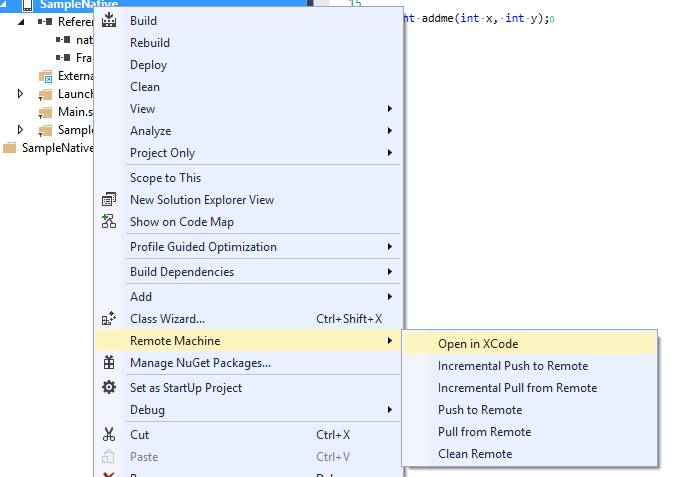 SampleNative
Refere
nat
Fra
Externa
Launc
Main.s
Sampl
SampleNative
15
nt addme(int x, int y);
Build
Rebuild
Deploy
Clean
View
Analyze
Project Only
Scope to This
New Solution Explorer View
Show on Code Map
Profile Guided Optimization
Build Dependencies
Add
Class Wizard... Ctrl+Shift+X
Remote Machine
Manage NuGet Packages...
Set as StartUp Project
Debug
Cut Ctrl+X
Paste Ctrl+V
Open in XCode
Incremental Push to Remote
Incremental Pull from Remote
Push to Remote
Pull from Remote
Clean Remote